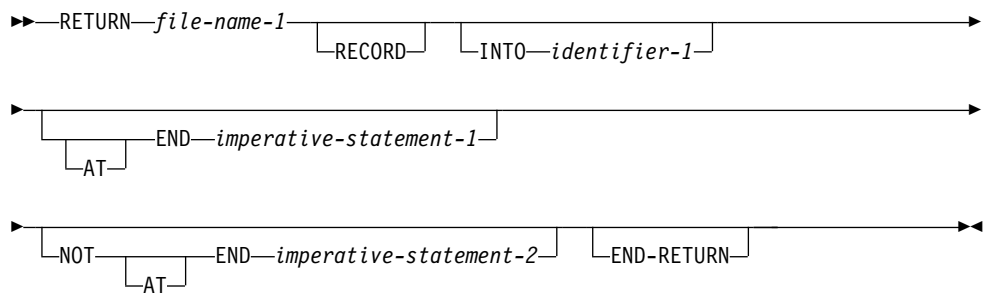 RETURN file-name-1
RECORD INTO identifier-1
END imperative-statement-1
AT
NOT END imperative-statement-2 END-RETURN
AT